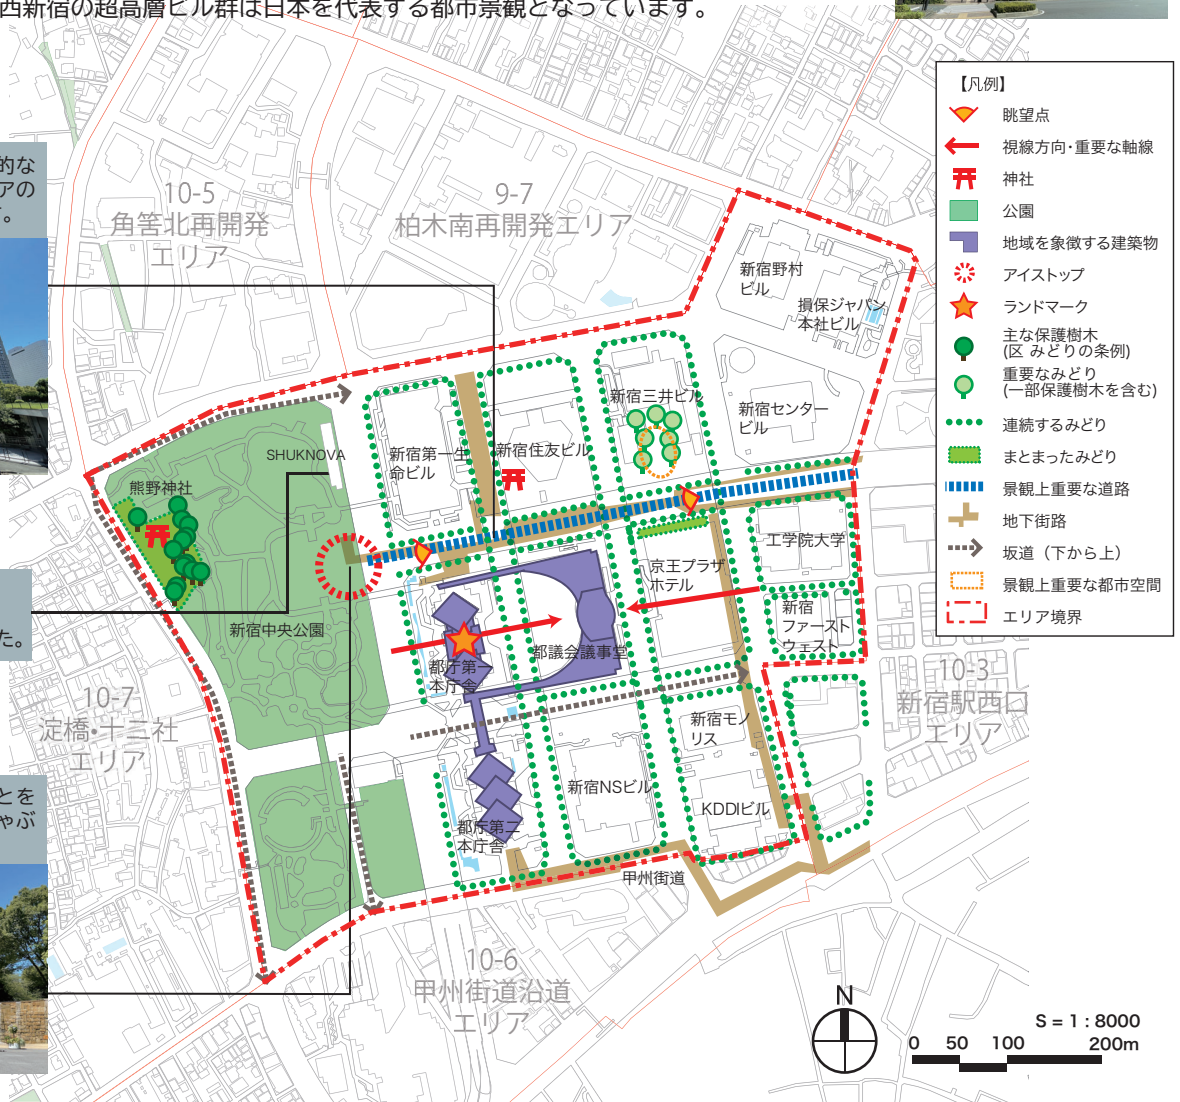 西新宿の超高層ビル群は日本を代表する都市景観となっています。
的な
アの
。
10-5
角筈北再開発
エリア
9-7
柏木南再開発エリア
新宿野村
ビル
損保ジャパン
本社ビル
新宿三井ビル
新宿センター
ビル
SHUKNOVA
新宿第一生
命ビル
新宿住友ビル
熊野神社
工学院大学
京王プラザ
ホテル
新宿
ファースト
ウェスト
新宿中央公園
都議会議事堂
都庁第一
本庁舎
た。
10-7
淀橋・十二社
エリア
10-3
新宿駅西口
エリア
新宿モノ
リス
新宿NSビル
KDDIビル
とを
ゃぶ
都庁第二
本庁舎
甲州街道
10-6
甲州街道沿道
エリア
【凡例】
眺望点
視線方向・重要な軸線
神社
公園
地域を象徴する建築物
アイストップ
ランドマーク
主な保護樹木
(区 みどりの条例)
重要なみどり
(一部保護樹木を含む)
連続するみどり
まとまったみどり
景観上重要な道路
地下街路
坂道（下から上）
景観上重要な都市空間
エリア境界
N
S = 1 : 8000
0 50 100 200m